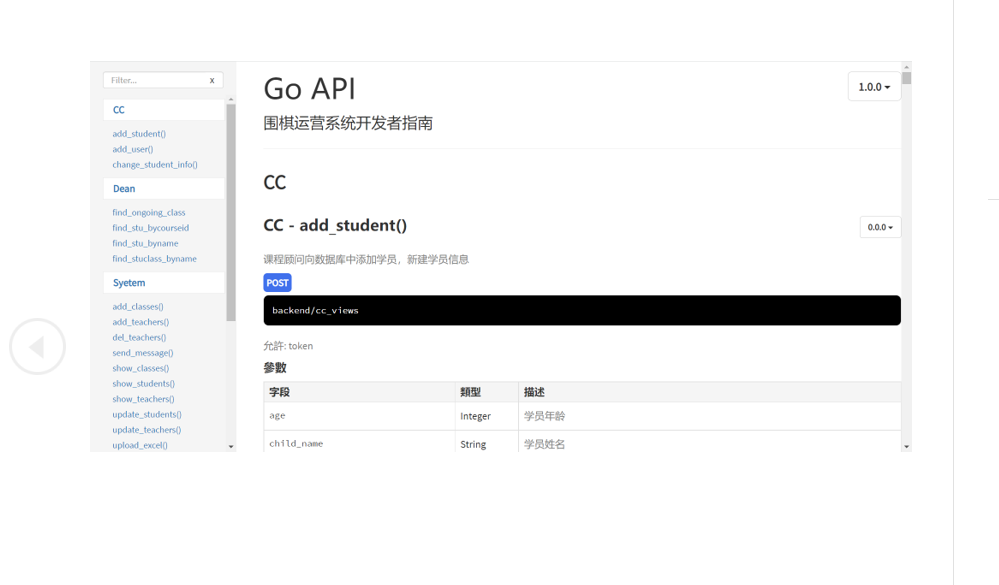 Filter...
x
CC
add_student()
add_user()
change_student_info()
Dean
find_ongoing_class
find_stu_bycourseid
find_stu_byname
find_stuclass_byname
Syetem
add_classes()
add_teachers()
del_teachers()
send_message()
show_classes()
show_students()
show_teachers()
update_students()
update_teachers()
upload_excel()
Go API
1.0.0
围棋运营系统开发者指南
CC
CC - add_student()
0.0.0
课程顾问向数据库中添加学员，新建学员信息
POST
backend/cc_views
允許: token
參數
字段 類型 描述
age Integer 学员年龄
child_name String 学员姓名